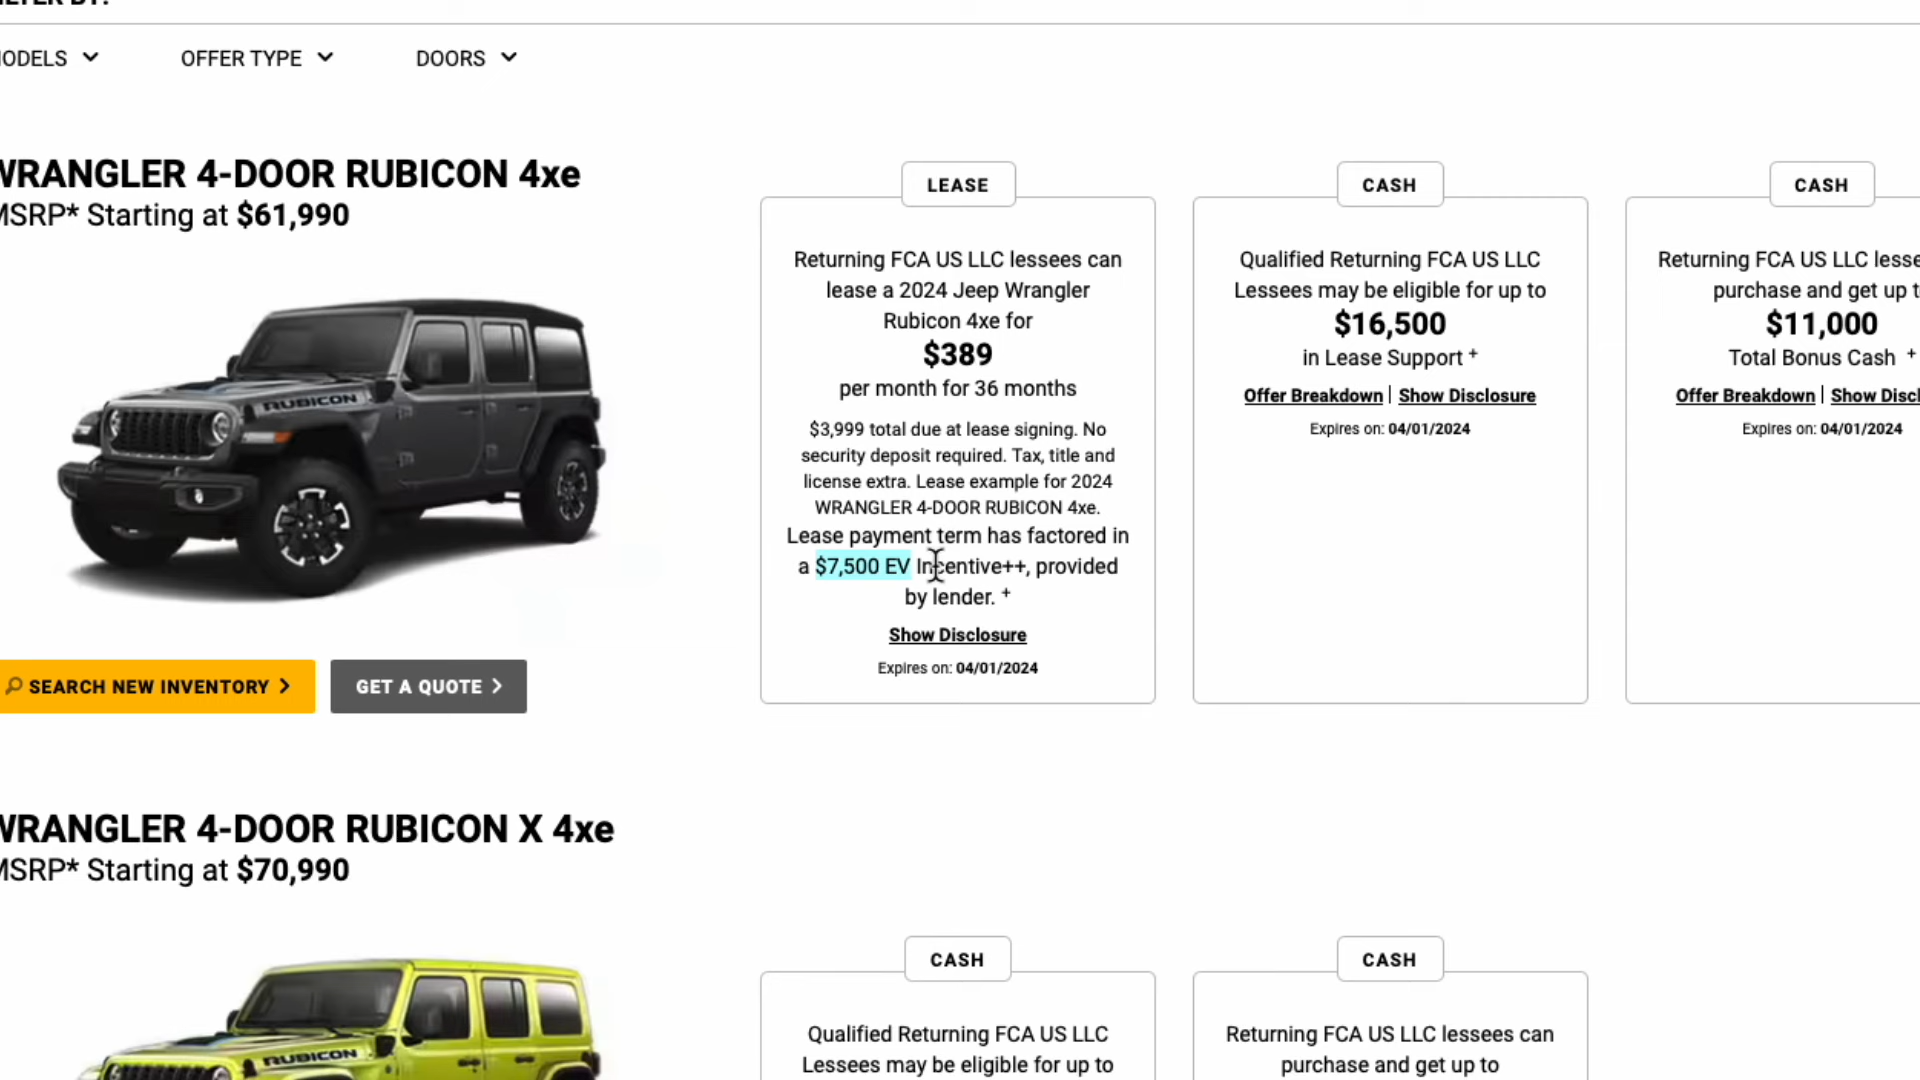 MODELS
OFFER TYPE
DOORS
WRANGLER 4-DOOR RUBICON 4xe
MSRP* Starting at $61,990
RUBICON
SEARCH NEW INVENTORY
GET A QUOTE
LEASE
Returning FCA US LLC lessees can
lease a 2024 Jeep Wrangler
Rubicon 4xe for
$389
per month for 36 months
$3,999 total due at lease signing. No
security deposit required. Tax, title and
license extra. Lease example for 2024
WRANGLER 4-DOOR RUBICON 4xe.
Lease payment term has factored in
a $7,500 EV Incentive++, provided
by lender. +
Show Disclosure
Expires on: 04/01/2024
CASH
Qualified Returning FCA US LLC
Lessees may be eligible for up to
$16,500
in Lease Support +
Offer Breakdown | Show Disclosure
Expires on: 04/01/2024
CASH
Returning FCA US LLC
purchase and get up
$11,000
Total Bonus Cash +
Offer Breakdown | Show
Expires on: 04/01/2024
WRANGLER 4-DOOR RUBICON X 4xe
MSRP* Starting at $70,990
RUBICON
CASH
Qualified Returning FCA US LLC
Lessees may be eligible for up to
CASH
Returning FCA US LLC lessees can
purchase and get up to